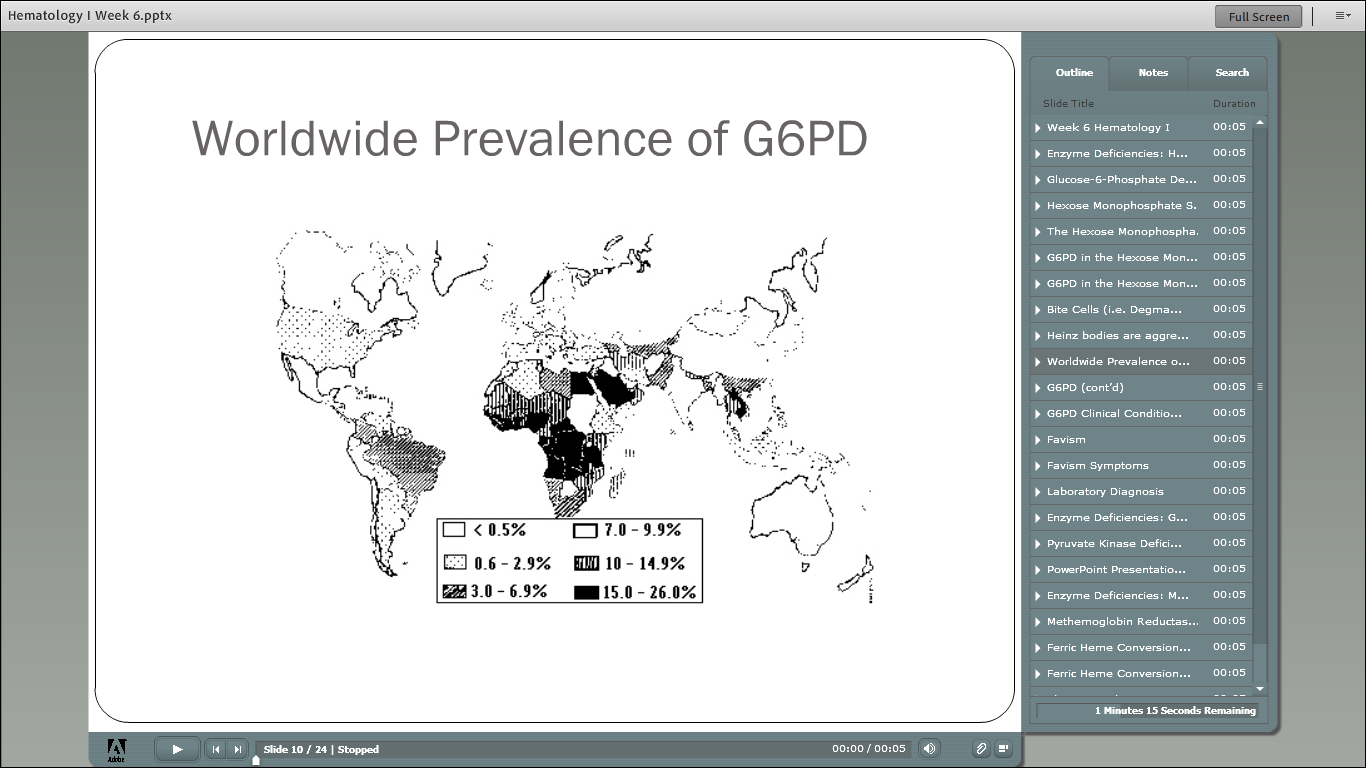 Hematology I Week 6.pptx
Full Screen
Worldwide Prevalence of G6PD
< 0.5%
7.0 - 9.9%
0.6 - 2.9%
10 - 14.9%
3.0 - 6.9%
15.0 - 26.0%
Outline
Notes
Search
Slide Title Duration
Week 6 Hematology I 00:05
Enzyme Deficiencies: H... 00:05
Glucose-6-Phosphate De... 00:05
Hexose Monophosphate S. 00:05
The Hexose Monophospha. 00:05
G6PD in the Hexose Mon... 00:05
G6PD in the Hexose Mon... 00:05
Bite Cells (i.e. Degma... 00:05
Heinz bodies are aggre... 00:05
Worldwide Prevalence o... 00:05
G6PD (cont'd) 00:05
G6PD Clinical Conditio... 00:05
Favism 00:05
Favism Symptoms 00:05
Laboratory Diagnosis 00:05
Enzyme Deficiencies: G... 00:05
Pyruvate Kinase Defici... 00:05
PowerPoint Presentatio... 00:05
Enzyme Deficiencies: M... 00:05
Methemoglobin Reductas... 00:05
Ferric Heme Conversion... 00:05
Ferric Heme Conversion... 00:05
1 Minutes 15 Seconds Remaining
Adobe
Slide 10 / 24 | Stopped
00:00 / 00:05